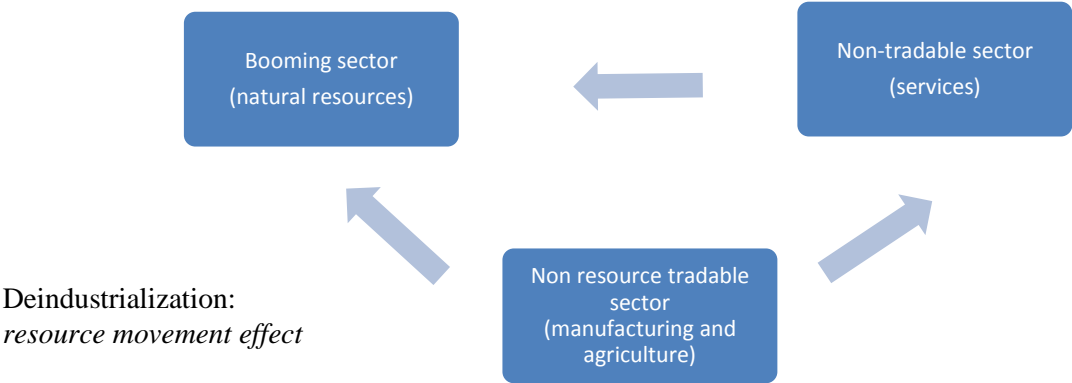 Booming sector
(natural resources)
Non-tradable sector
(services)
Non resource tradable
sector
(manufacturing and
agriculture)
Deindustrialization:
resource movement effect